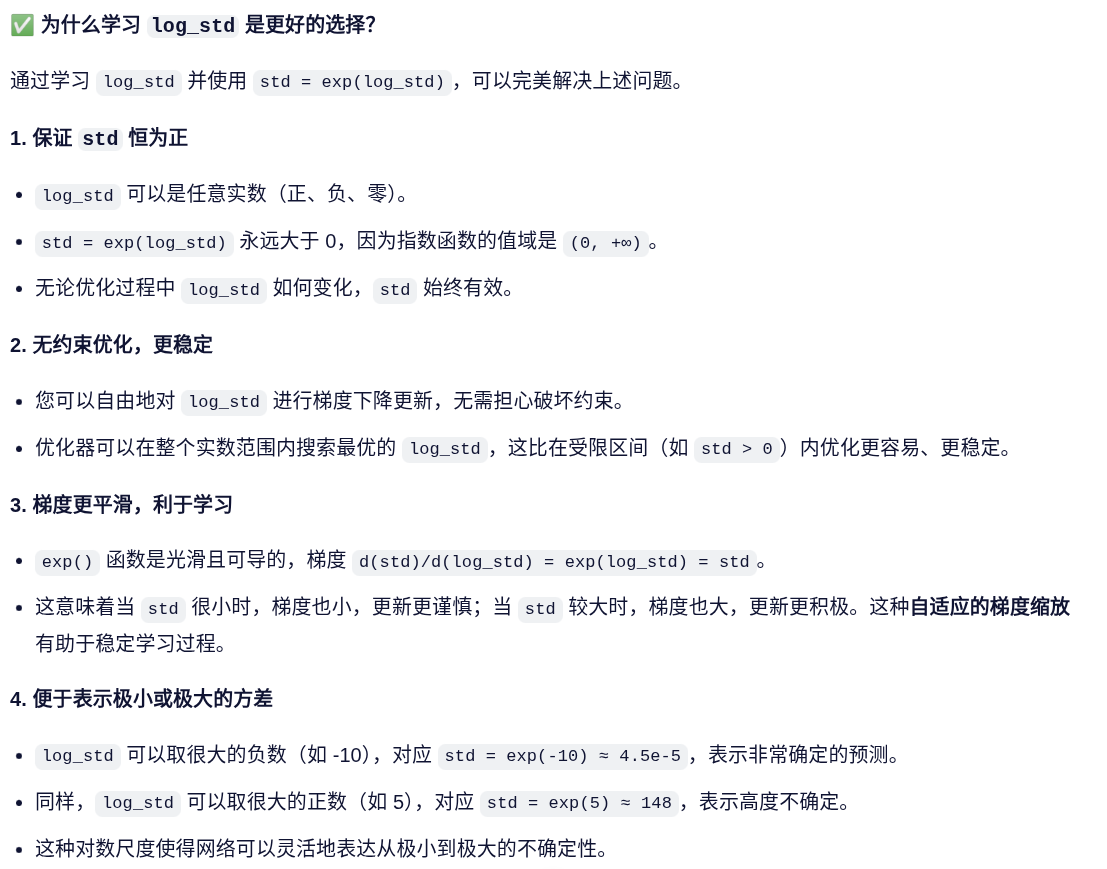 ✅ 为什么学习 log_std 是更好的选择?
通过学习 log_std 并使用 std = exp(log_std)，可以完美解决上述问题。
1. 保证 std 恒为正
• log_std 可以是任意实数（正、负、零）。
• std = exp(log_std) 永远大于 0，因为指数函数的值域是 (0, +∞)。
• 无论优化过程中 log_std 如何变化，std 始终有效。
2. 无约束优化，更稳定
• 您可以自由地对 log_std 进行梯度下降更新，无需担心破坏约束。
• 优化器可以在整个实数范围内搜索最优的 log_std，这比在受限区间（如 std > 0）内优化更容易、更稳定。
3. 梯度更平滑，利于学习
• exp() 函数是光滑且可导的，梯度 d(std)/d(log_std) = exp(log_std) = std。
• 这意味着当 std 很小时，梯度也小，更新更谨慎；当 std 较大时，梯度也大，更新更积极。这种自适应的梯度缩放
有助于稳定学习过程。
4. 便于表示极小或极大的方差
• log_std 可以取很大的负数（如 -10），对应 std = exp(-10) ≈ 4.5e-5，表示非常确定的预测。
• 同样，log_std 可以取很大的正数（如 5），对应 std = exp(5) ≈ 148，表示高度不确定。
• 这种对数尺度使得网络可以灵活地表达从极小到极大的不确定性。